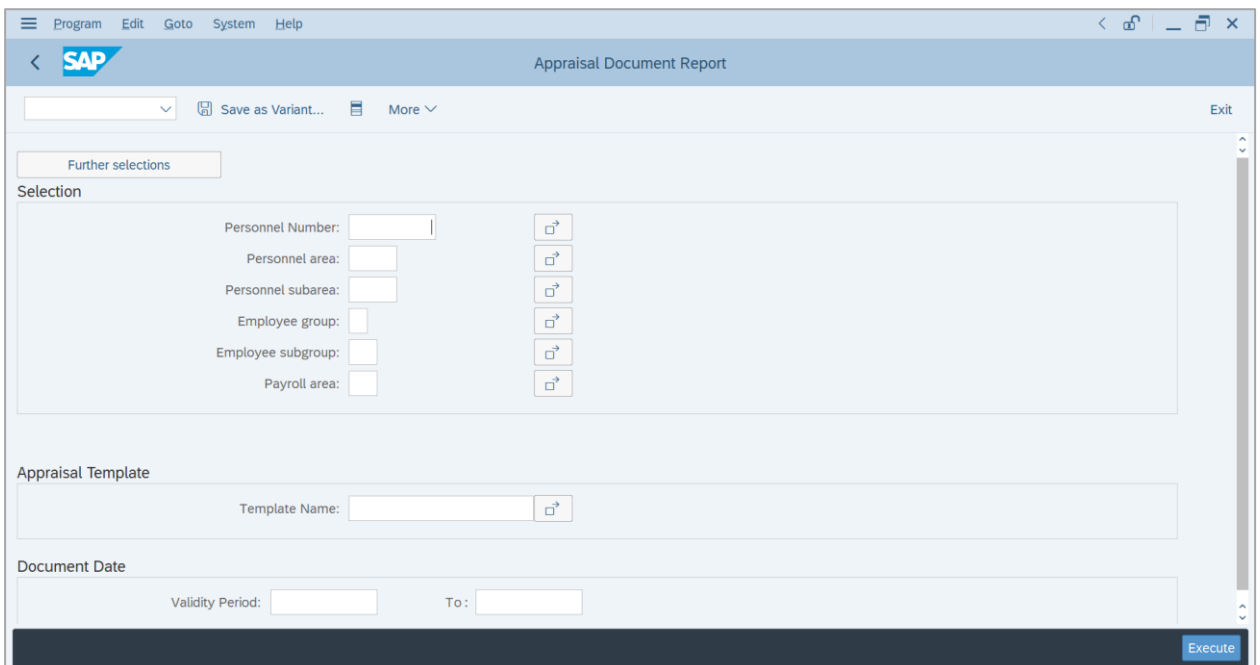 Program Edit Goto System Help
SAP Appraisal Document Report
Save as Variant... More Exit
Further selections
Selection
Personnel Number:
Personnel area:
Personnel subarea:
Employee group:
Employee subgroup:
Payroll area:
Appraisal Template
Template Name:
Document Date
Validity Period: To :
Execute